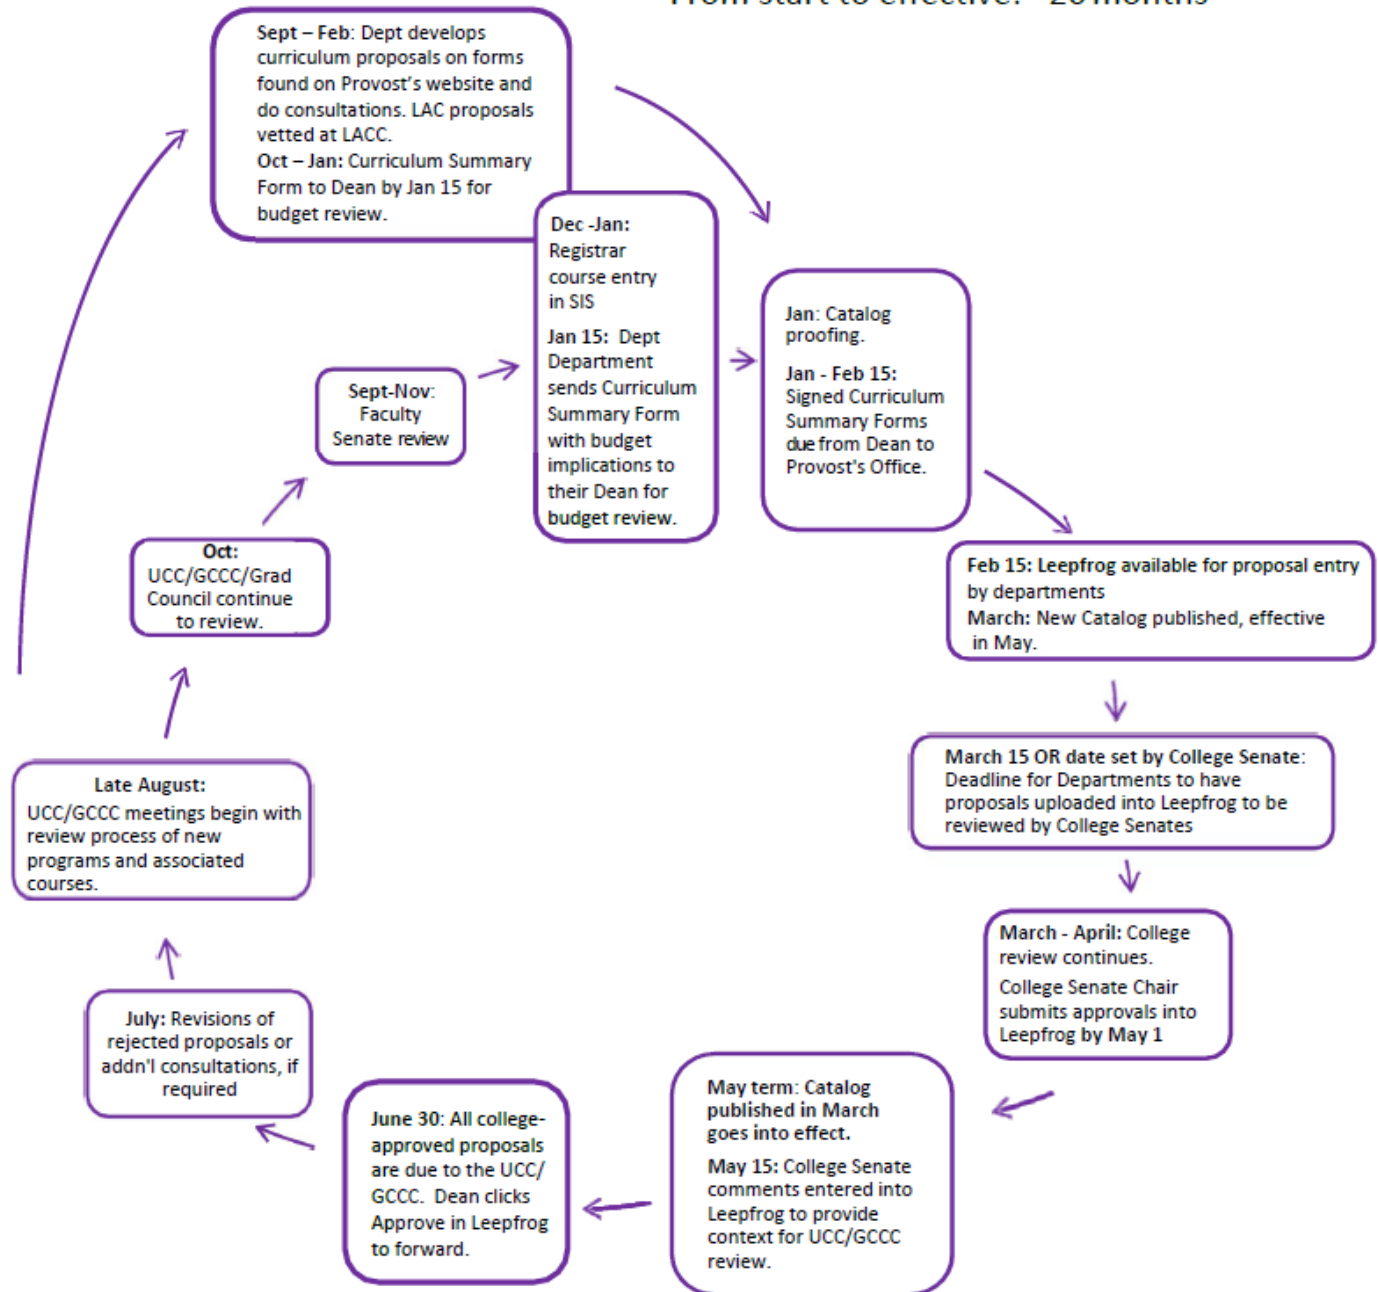 From start to effective: 20 months
Sept – Feb: Dept develops
curriculum proposals on forms
found on Provost's website and
do consultations. LAC proposals
vetted at LACC.
Oct – Jan: Curriculum Summary
Form to Dean by Jan 15 for
budget review.
Dec -Jan:
Registrar
course entry
in SIS
Jan 15: Dept
Department
sends Curriculum
Summary Form
with budget
implications to
their Dean for
budget review.
Jan: Catalog
proofing.
Jan - Feb 15:
Signed Curriculum
Summary Forms
due from Dean to
Provost's Office.
Feb 15: Leepfrog available for proposal entry
by departments
March: New Catalog published, effective
in May.
March 15 OR date set by College Senate:
Deadline for Departments to have
proposals uploaded into Leepfrog to be
reviewed by College Senates
March - April: College
review continues.
College Senate Chair
submits approvals into
Leepfrog by May 1
May term: Catalog
published in March
goes into effect.
May 15: College Senate
comments entered into
Leepfrog to provide
context for UCC/GCCC
review.
June 30: All college-
approved proposals
are due to the UCC/
GCCC. Dean clicks
Approve in Leepfrog
to forward.
July: Revisions of
rejected proposals or
addn'l consultations, if
required
Late August:
UCC/GCCC meetings begin with
review process of new
programs and associated
courses.
Oct:
UCC/GCCC/Grad
Council continue
to review.
Sept-Nov:
Faculty
Senate review